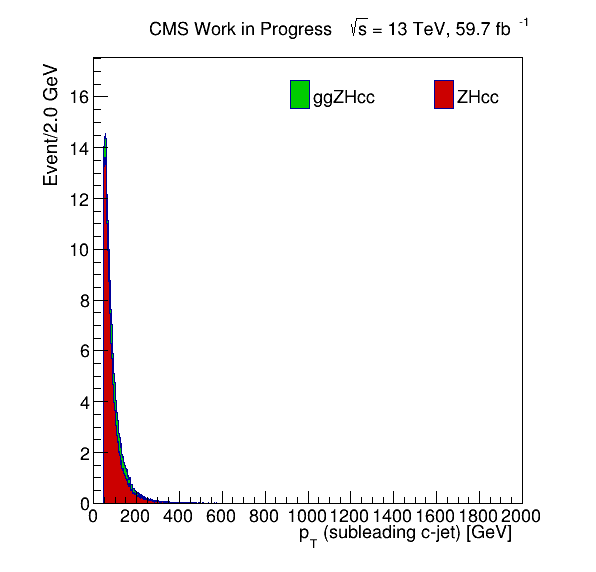 CMS Work in Progress √s = 13 TeV, 59.7 fb -1
Event/2.0 GeV
ggZHcc ZHcc
16
14
12
10
8
6
4
2
0
0 200 400 600 800 1000 1200 1400 1600 1800 2000
pT (subleading c-jet) [GeV]